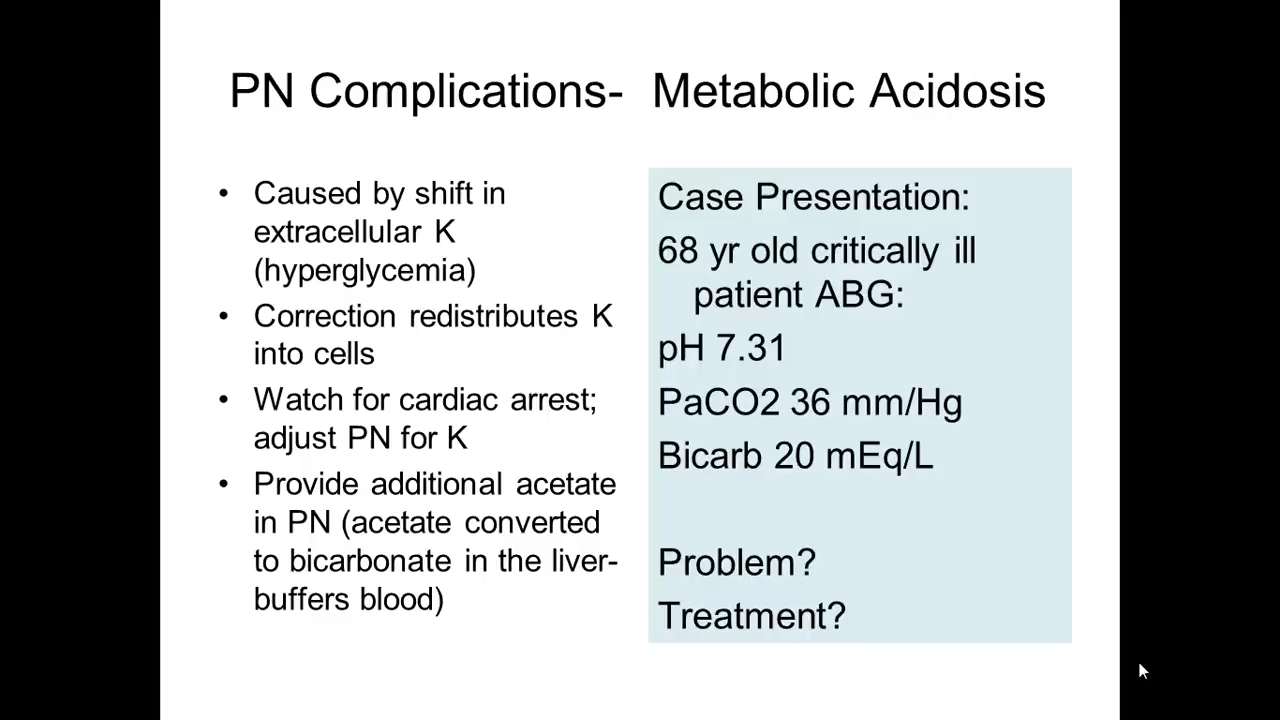 PN Complications- Metabolic Acidosis
• Caused by shift in
extracellular K
(hyperglycemia)
• Correction redistributes K
into cells
• Watch for cardiac arrest;
adjust PN for K
• Provide additional acetate
in PN (acetate converted
to bicarbonate in the liver-
buffers blood)
Case Presentation:
68 yr old critically ill
patient ABG:
pH 7.31
PaCO2 36 mm/Hg
Bicarb 20 mEq/L
Problem?
Treatment?